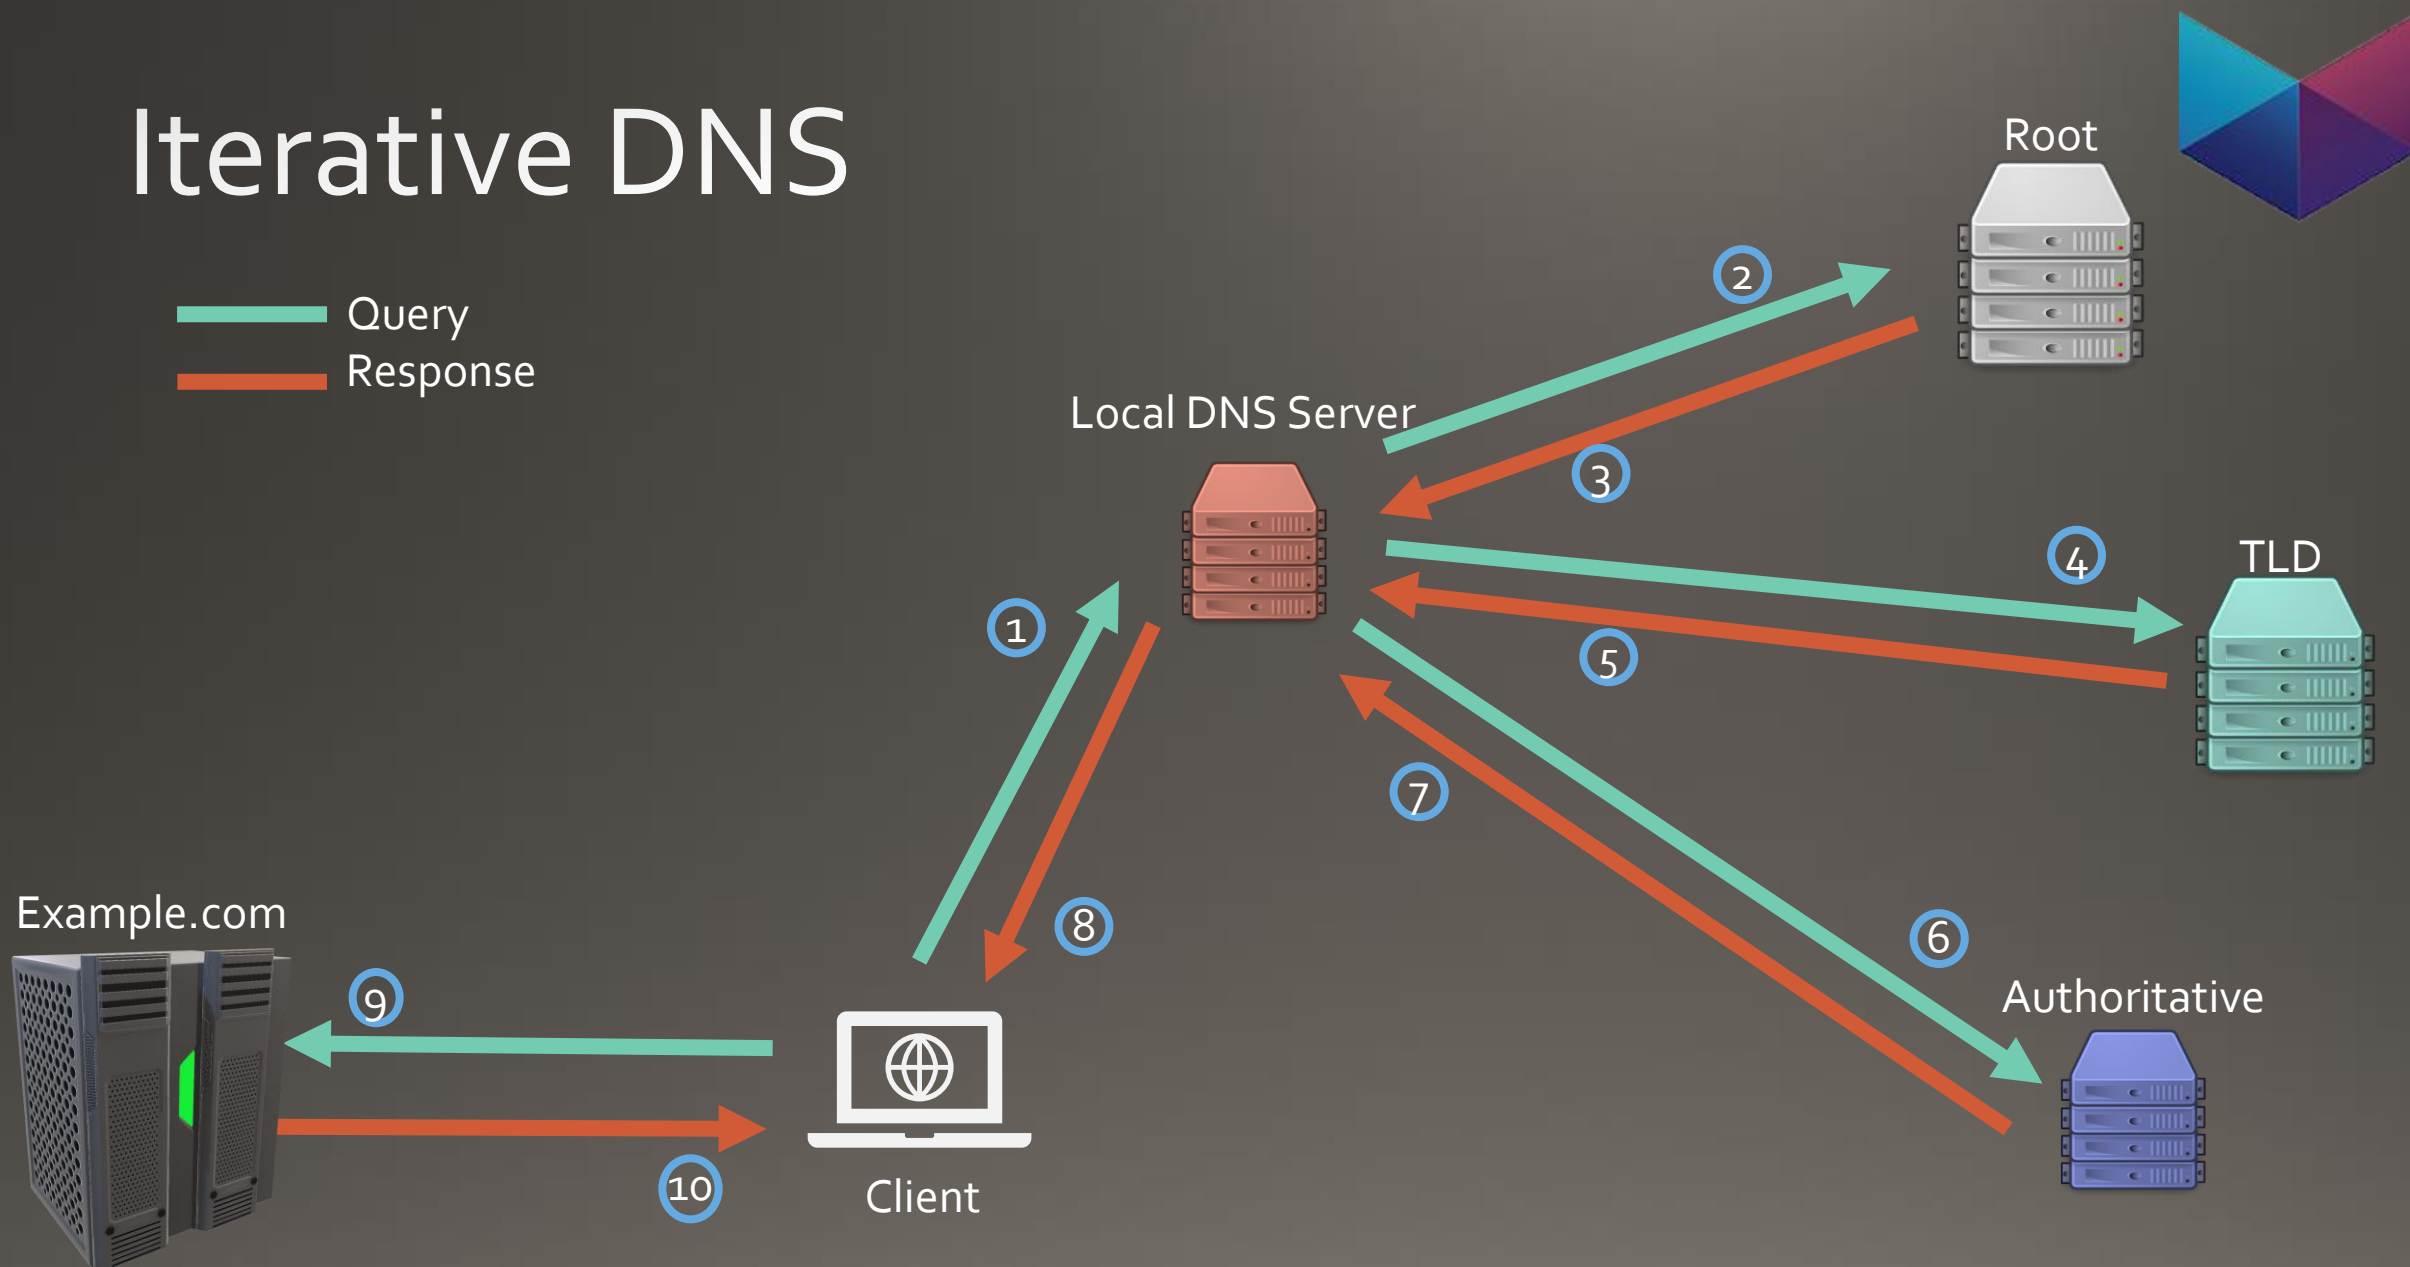 Iterative DNS
Query
Response
Root
2
Local DNS Server
3
TLD
4
1
5
7
Example.com
8
6
9
Authoritative
10
Client